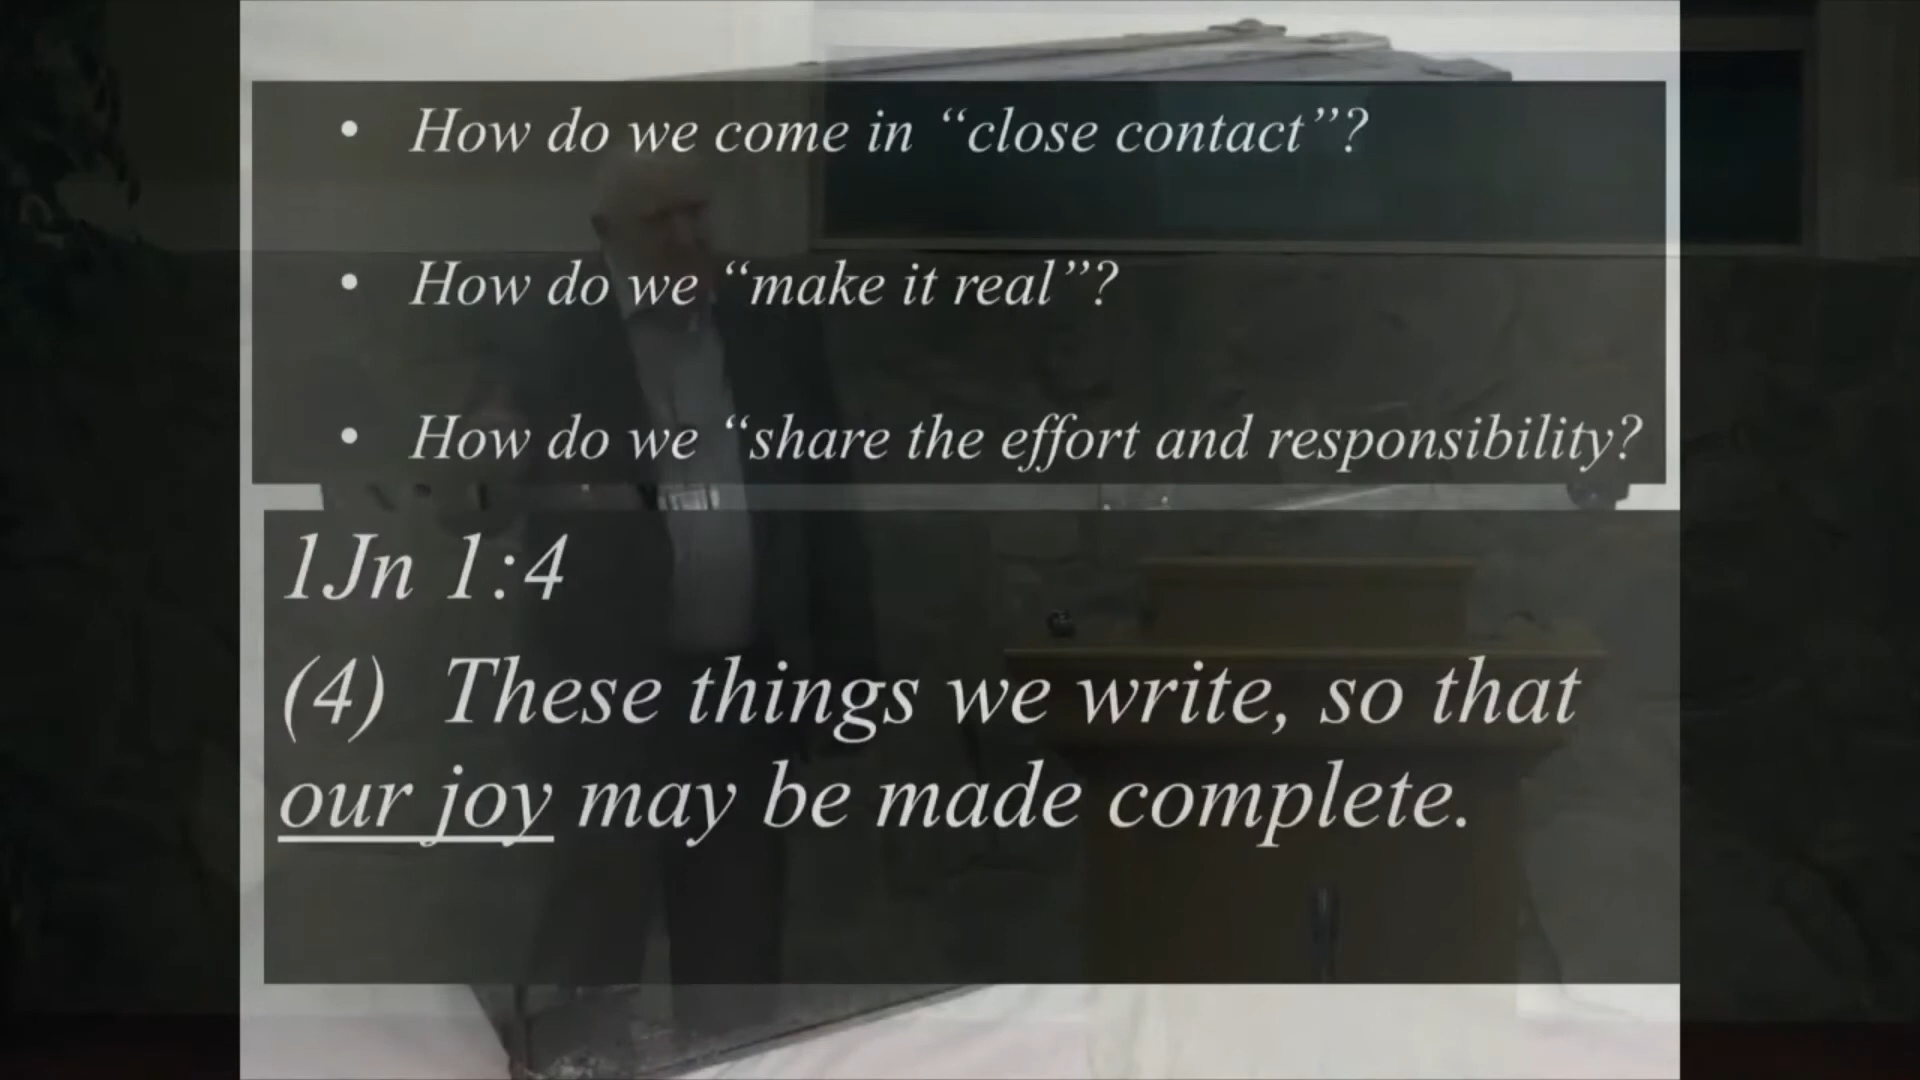 • How do we come in “close contact”?
• How do we “make it real”?
• How do we “share the effort and responsibility?
1Jn 1:4
(4) These things we write, so that
our joy may be made complete.